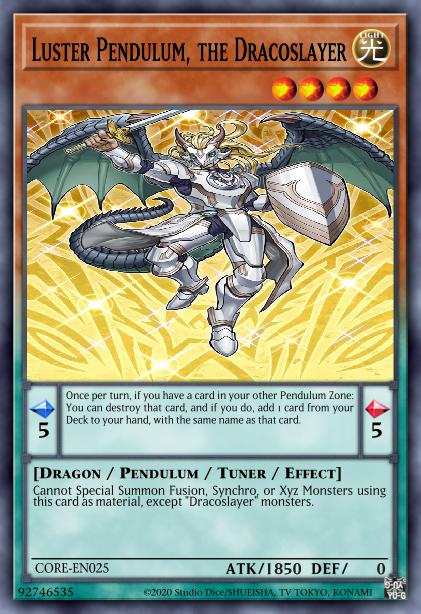 LUSTER PENDULUM, THE DRACOSLAYER
LIGHT
光
Once per turn, if you have a card in your other Pendulum Zone:
You can destroy that card, and if you do, add 1 card from your
Deck to your hand, with the same name as that card.
5
5
[DRAGON / PENDULUM / TUNER / EFFECT]
Cannot Special Summon Fusion, Synchro, or Xyz Monsters using
this card as material, except "Dracoslayer" monsters.
CORE-EN025
ATK/1850 DEF/ 0
92746535
©2020 Studio Dice/SHUEISHA, TV TOKYO, KONAMI